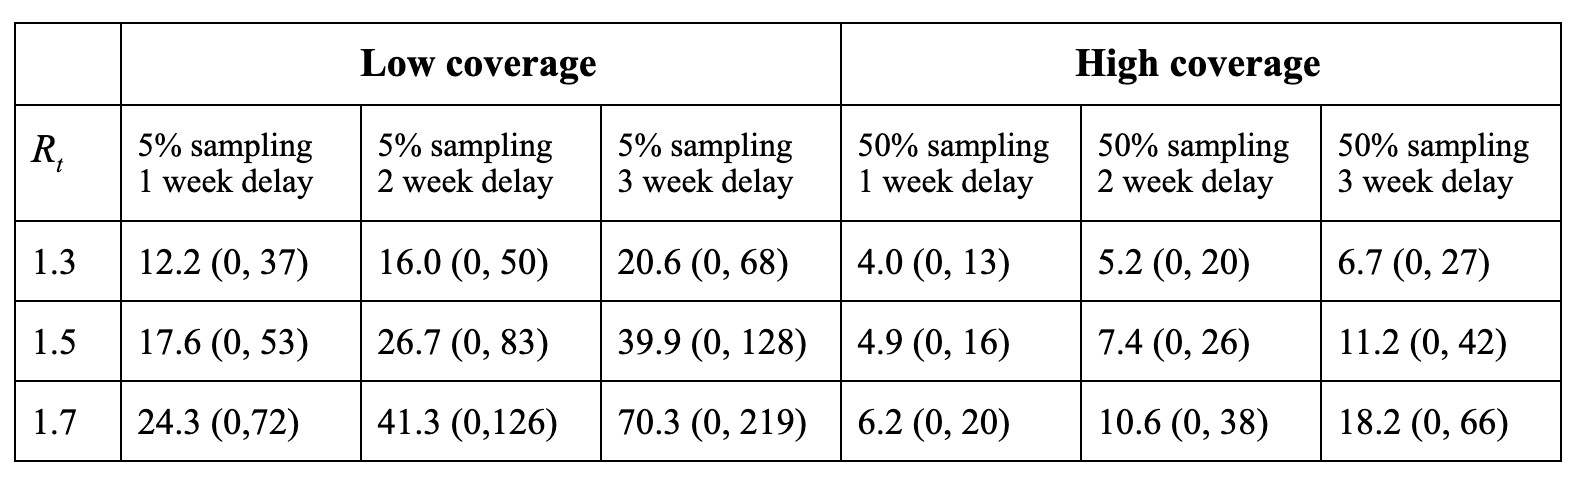 Low coverage High coverage
R_t 5% sampling 1 week delay 5% sampling 2 week delay 5% sampling 3 week delay 50% sampling 1 week delay 50% sampling 2 week delay 50% sampling 3 week delay
1.3 12.2 (0, 37) 16.0 (0, 50) 20.6 (0, 68) 4.0 (0, 13) 5.2 (0, 20) 6.7 (0, 27)
1.5 17.6 (0, 53) 26.7 (0, 83) 39.9 (0, 128) 4.9 (0, 16) 7.4 (0, 26) 11.2 (0, 42)
1.7 24.3 (0,72) 41.3 (0,126) 70.3 (0, 219) 6.2 (0, 20) 10.6 (0, 38) 18.2 (0, 66)